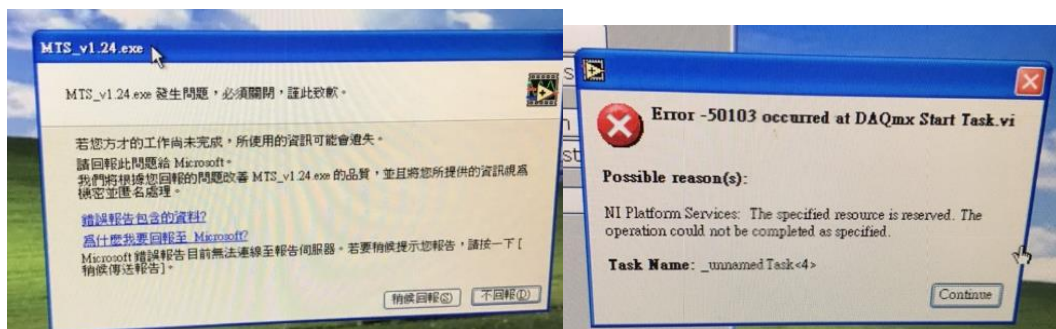 MTS_v1.24.exe
MTS_v1.24.exe 發生問題，必須關閉，謹此致歉。
若您方才的工作尚未完成，所使用的資訊可能會遺失。
請回報此問題給 Microsoft。
我們將根據您回報的問題改善 MTS_v1.24.exe 的品質，並且將您所提供的資訊視為
機密並匿名處理。
錯誤報告包含的資料?
為什麼我要回報至 Microsoft?
Microsoft 錯誤報告目前無法連線至報告伺服器。若要稍候提示您報告，請按一下 [
稍候傳送報告]。
稍候回報(S)
不回報(D)
Error -50103 occurred at DAQmx Start Task.vi
Possible reason(s):
NI Platform Services: The specified resource is reserved. The
operation could not be completed as specified.
Task Name: _unnamedTask<4>
Continue